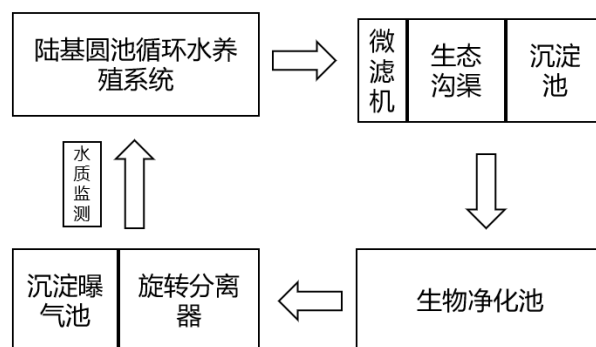 陆基圆池循环水养
殖系统
微
滤
机
生态
沟渠
沉淀
池
水
质
监
测
沉淀曝
气池
旋转分离
器
生物净化池